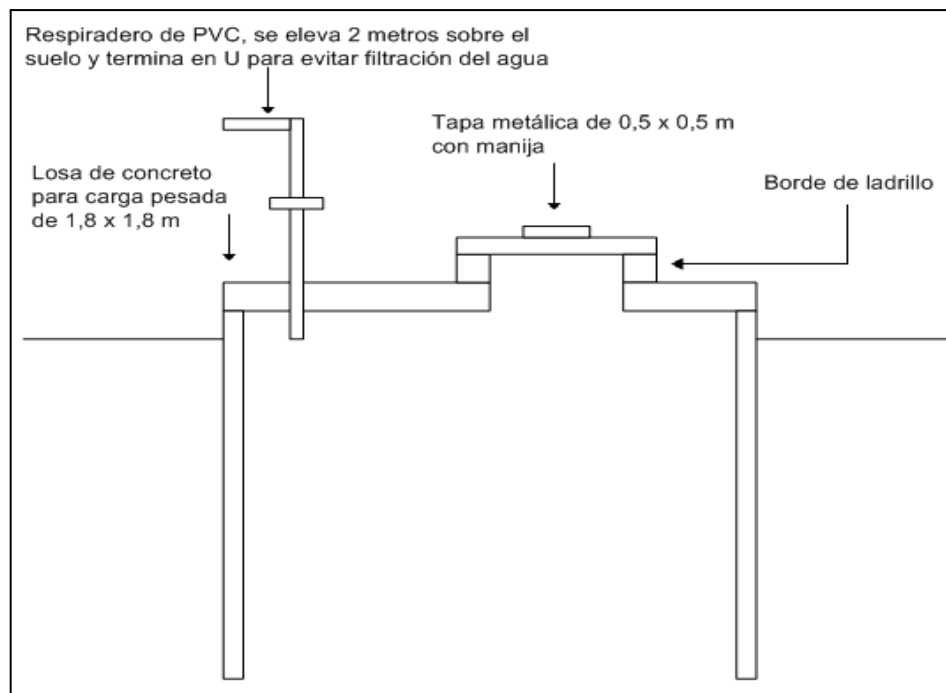 Respiradero de PVC, se eleva 2 metros sobre el
suelo y termina en U para evitar filtración del agua
Tapa metálica de 0,5 x 0,5 m
con manija
Losa de concreto
para carga pesada
de 1,8 x 1,8 m
Borde de ladrillo